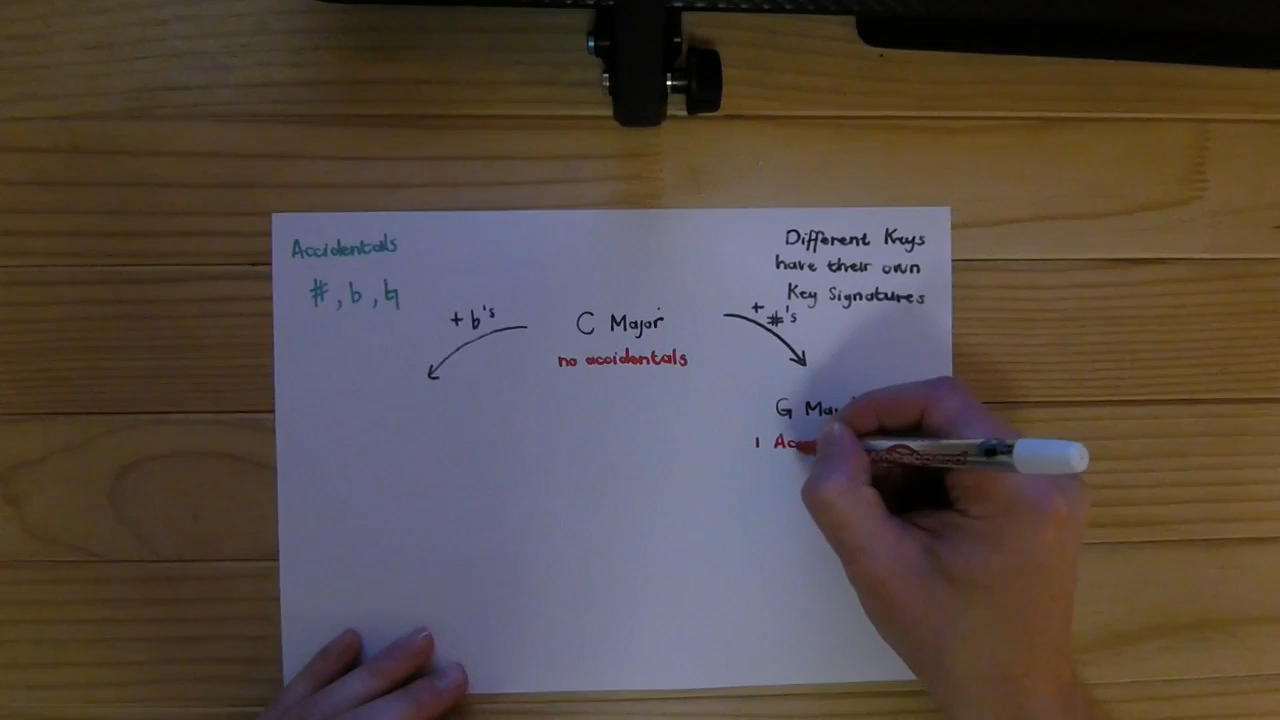 Accidentals
#, b, ♮
Different Keys
have their own
Key Signatures
+ b's
C Major
+
#'s
no accidentals
G
1